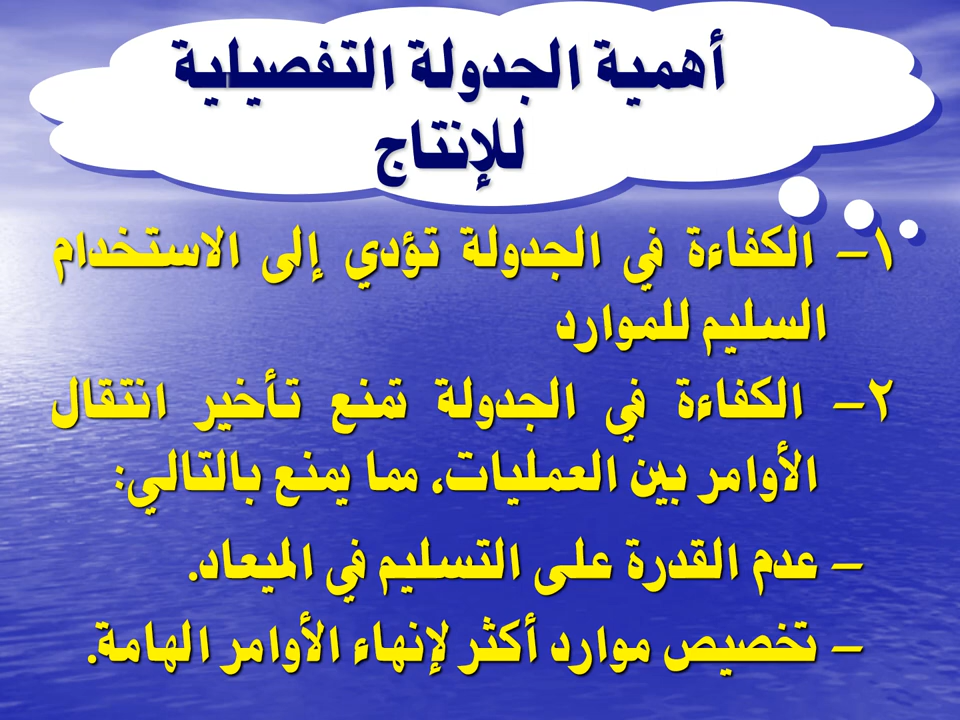 أهمية الجدولة التفصيلية
للإنتاج
١- الكفاءة في الجدولة تؤدي إلى الاستخدام
السليم للموارد
٢- الكفاءة في الجدولة تمنع تأخير انتقال
الأوامر بين العمليات، مما يمنع بالتالي:
- عدم القدرة على التسليم في الميعاد.
- تخصيص موارد أكثر لإنهاء الأوامر الهامة.